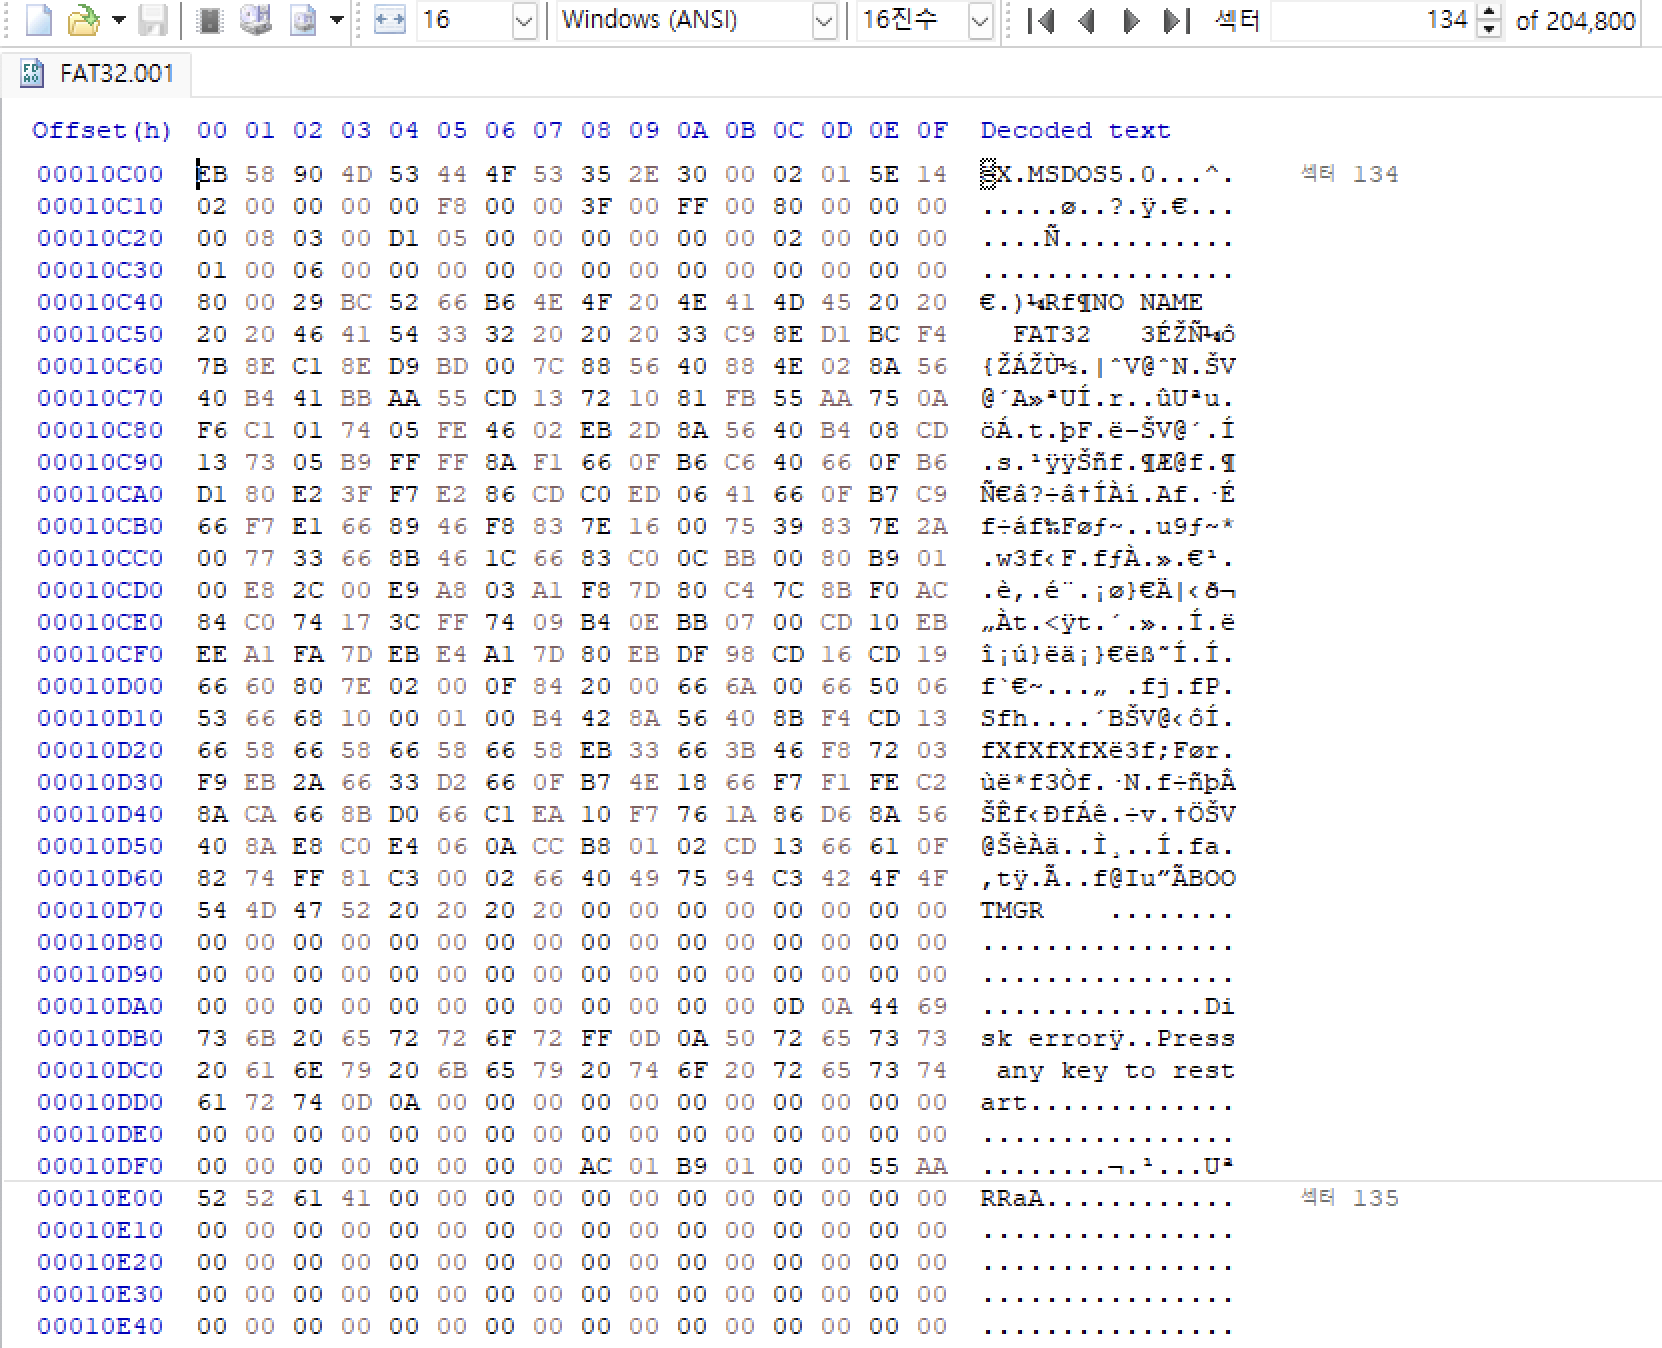 16 Windows (ANSI) 16진수 섹터 134 of 204,800
FAT32.001
Offset(h) 00 01 02 03 04 05 06 07 08 09 0A 0B 0C 0D 0E 0F Decoded text
00010C00 EB 58 90 4D 53 44 4F 53 35 2E 30 00 02 01 5E 14 ëX.MSDOS5.0...^. 섹터 134
00010C10 02 00 00 00 00 F8 00 00 3F 00 FF 00 80 00 00 00 .....ø..?.ÿ.€...
00010C20 00 08 03 00 D1 05 00 00 00 00 00 00 02 00 00 00 ....Ñ...........
00010C30 01 00 06 00 00 00 00 00 00 00 00 00 00 00 00 00 ................
00010C40 80 00 29 BC 52 66 B6 4E 4F 20 4E 41 4D 45 20 20 €.)¼Rf¶NO NAME
00010C50 20 20 46 41 54 33 32 20 20 20 33 C9 8E D1 BC F4 FAT32   3ÉŽÑ¼ô
00010C60 7B 8E C1 8E D9 BD 00 7C 88 56 40 88 4E 02 8A 56 {ŽÁŽÙ½.|ˆV@ˆN.ŠV
00010C70 40 B4 41 BB AA 55 CD 13 72 10 81 FB 55 AA 75 0A @´A»ªUÍ.r..ûUªu.
00010C80 F6 C1 01 74 05 FE 46 02 EB 2D 8A 56 40 B4 08 CD öÁ.t.þF.ë-ŠV@´.Í
00010C90 13 73 05 B9 FF FF 8A F1 66 0F B6 C6 40 66 0F B6 .s.¹ÿÿŠñf.¶Æ@f.¶
00010CA0 D1 80 E2 3F F7 E2 86 CD C0 ED 06 41 66 0F B7 C9 Ñ€â?÷â†ÍÀí.Af.·É
00010CB0 66 F7 E1 66 89 46 F8 83 7E 16 00 75 39 83 7E 2A f÷áf‰Føƒ~..u9ƒ~*
00010CC0 00 77 33 66 8B 46 1C 66 83 C0 0C BB 00 80 B9 01 .w3f‹F.fƒÀ.».€¹.
00010CD0 00 E8 2C 00 E9 A8 03 A1 F8 7D 80 C4 7C 8B F0 AC .è,.é¨.¡ø}€Ä|‹ð¬
00010CE0 84 C0 74 17 3C FF 74 09 B4 0E BB 07 00 CD 10 EB „Àt.<ÿt.´.»..Í.ë
00010CF0 EE A1 FA 7D EB E4 A1 7D 80 EB DF 98 CD 16 CD 19 î¡ú}ëä¡}€ëß˜Í.Í.
00010D00 66 60 80 7E 02 00 0F 84 20 00 66 6A 00 66 50 06 f`€~...„ .fj.fP.
00010D10 53 66 68 10 00 01 00 B4 42 8A 56 40 8B F4 CD 13 Sfh....´BŠV@‹ôÍ.
00010D20 66 58 66 58 66 58 66 58 EB 33 66 3B 46 F8 72 03 fXfXfXfXë3f;Før.
00010D30 F9 EB 2A 66 33 D2 66 0F B7 4E 18 66 F7 F1 FE C2 ùë*f3Òf.·N.f÷ñþÂ
00010D40 8A CA 66 8B D0 66 C1 EA 10 F7 76 1A 86 D6 8A 56 ŠÊf‹ÐfÁê.÷v.†ÖŠV
00010D50 40 8A E8 C0 E4 06 0A CC B8 01 02 CD 13 66 61 0F @ŠèÀä..Ì¸..Í.fa.
00010D60 82 74 FF 81 C3 00 02 66 40 49 75 94 C3 42 4F 4F ‚tÿ.Ã..f@Iu”ÃBOO
00010D70 54 4D 47 52 20 20 20 20 00 00 00 00 00 00 00 00 TMGR    ........
00010D80 00 00 00 00 00 00 00 00 00 00 00 00 00 00 00 00 ................
00010D90 00 00 00 00 00 00 00 00 00 00 00 00 00 00 00 00 ................
00010DA0 00 00 00 00 00 00 00 00 00 00 00 00 0D 0A 44 69 ..............Di
00010DB0 73 6B 20 65 72 72 6F 72 FF 0D 0A 50 72 65 73 73 sk errorÿ..Press
00010DC0 20 61 6E 79 20 6B 65 79 20 74 6F 20 72 65 73 74 any key to rest
00010DD0 61 72 74 0D 0A 00 00 00 00 00 00 00 00 00 00 00 art.............
00010DE0 00 00 00 00 00 00 00 00 00 00 00 00 00 00 00 00 ................
00010DF0 00 00 00 00 00 00 00 00 AC 01 B9 01 00 00 55 AA ........¬.¹...Uª
00010E00 52 52 61 41 00 00 00 00 00 00 00 00 00 00 00 00 RRaA............ 섹터 135
00010E10 00 00 00 00 00 00 00 00 00 00 00 00 00 00 00 00 ................
00010E20 00 00 00 00 00 00 00 00 00 00 00 00 00 00 00 00 ................
00010E30 00 00 00 00 00 00 00 00 00 00 00 00 00 00 00 00 ................
00010E40 00 00 00 00 00 00 00 00 00 00 00 00 00 00 00 00 ................